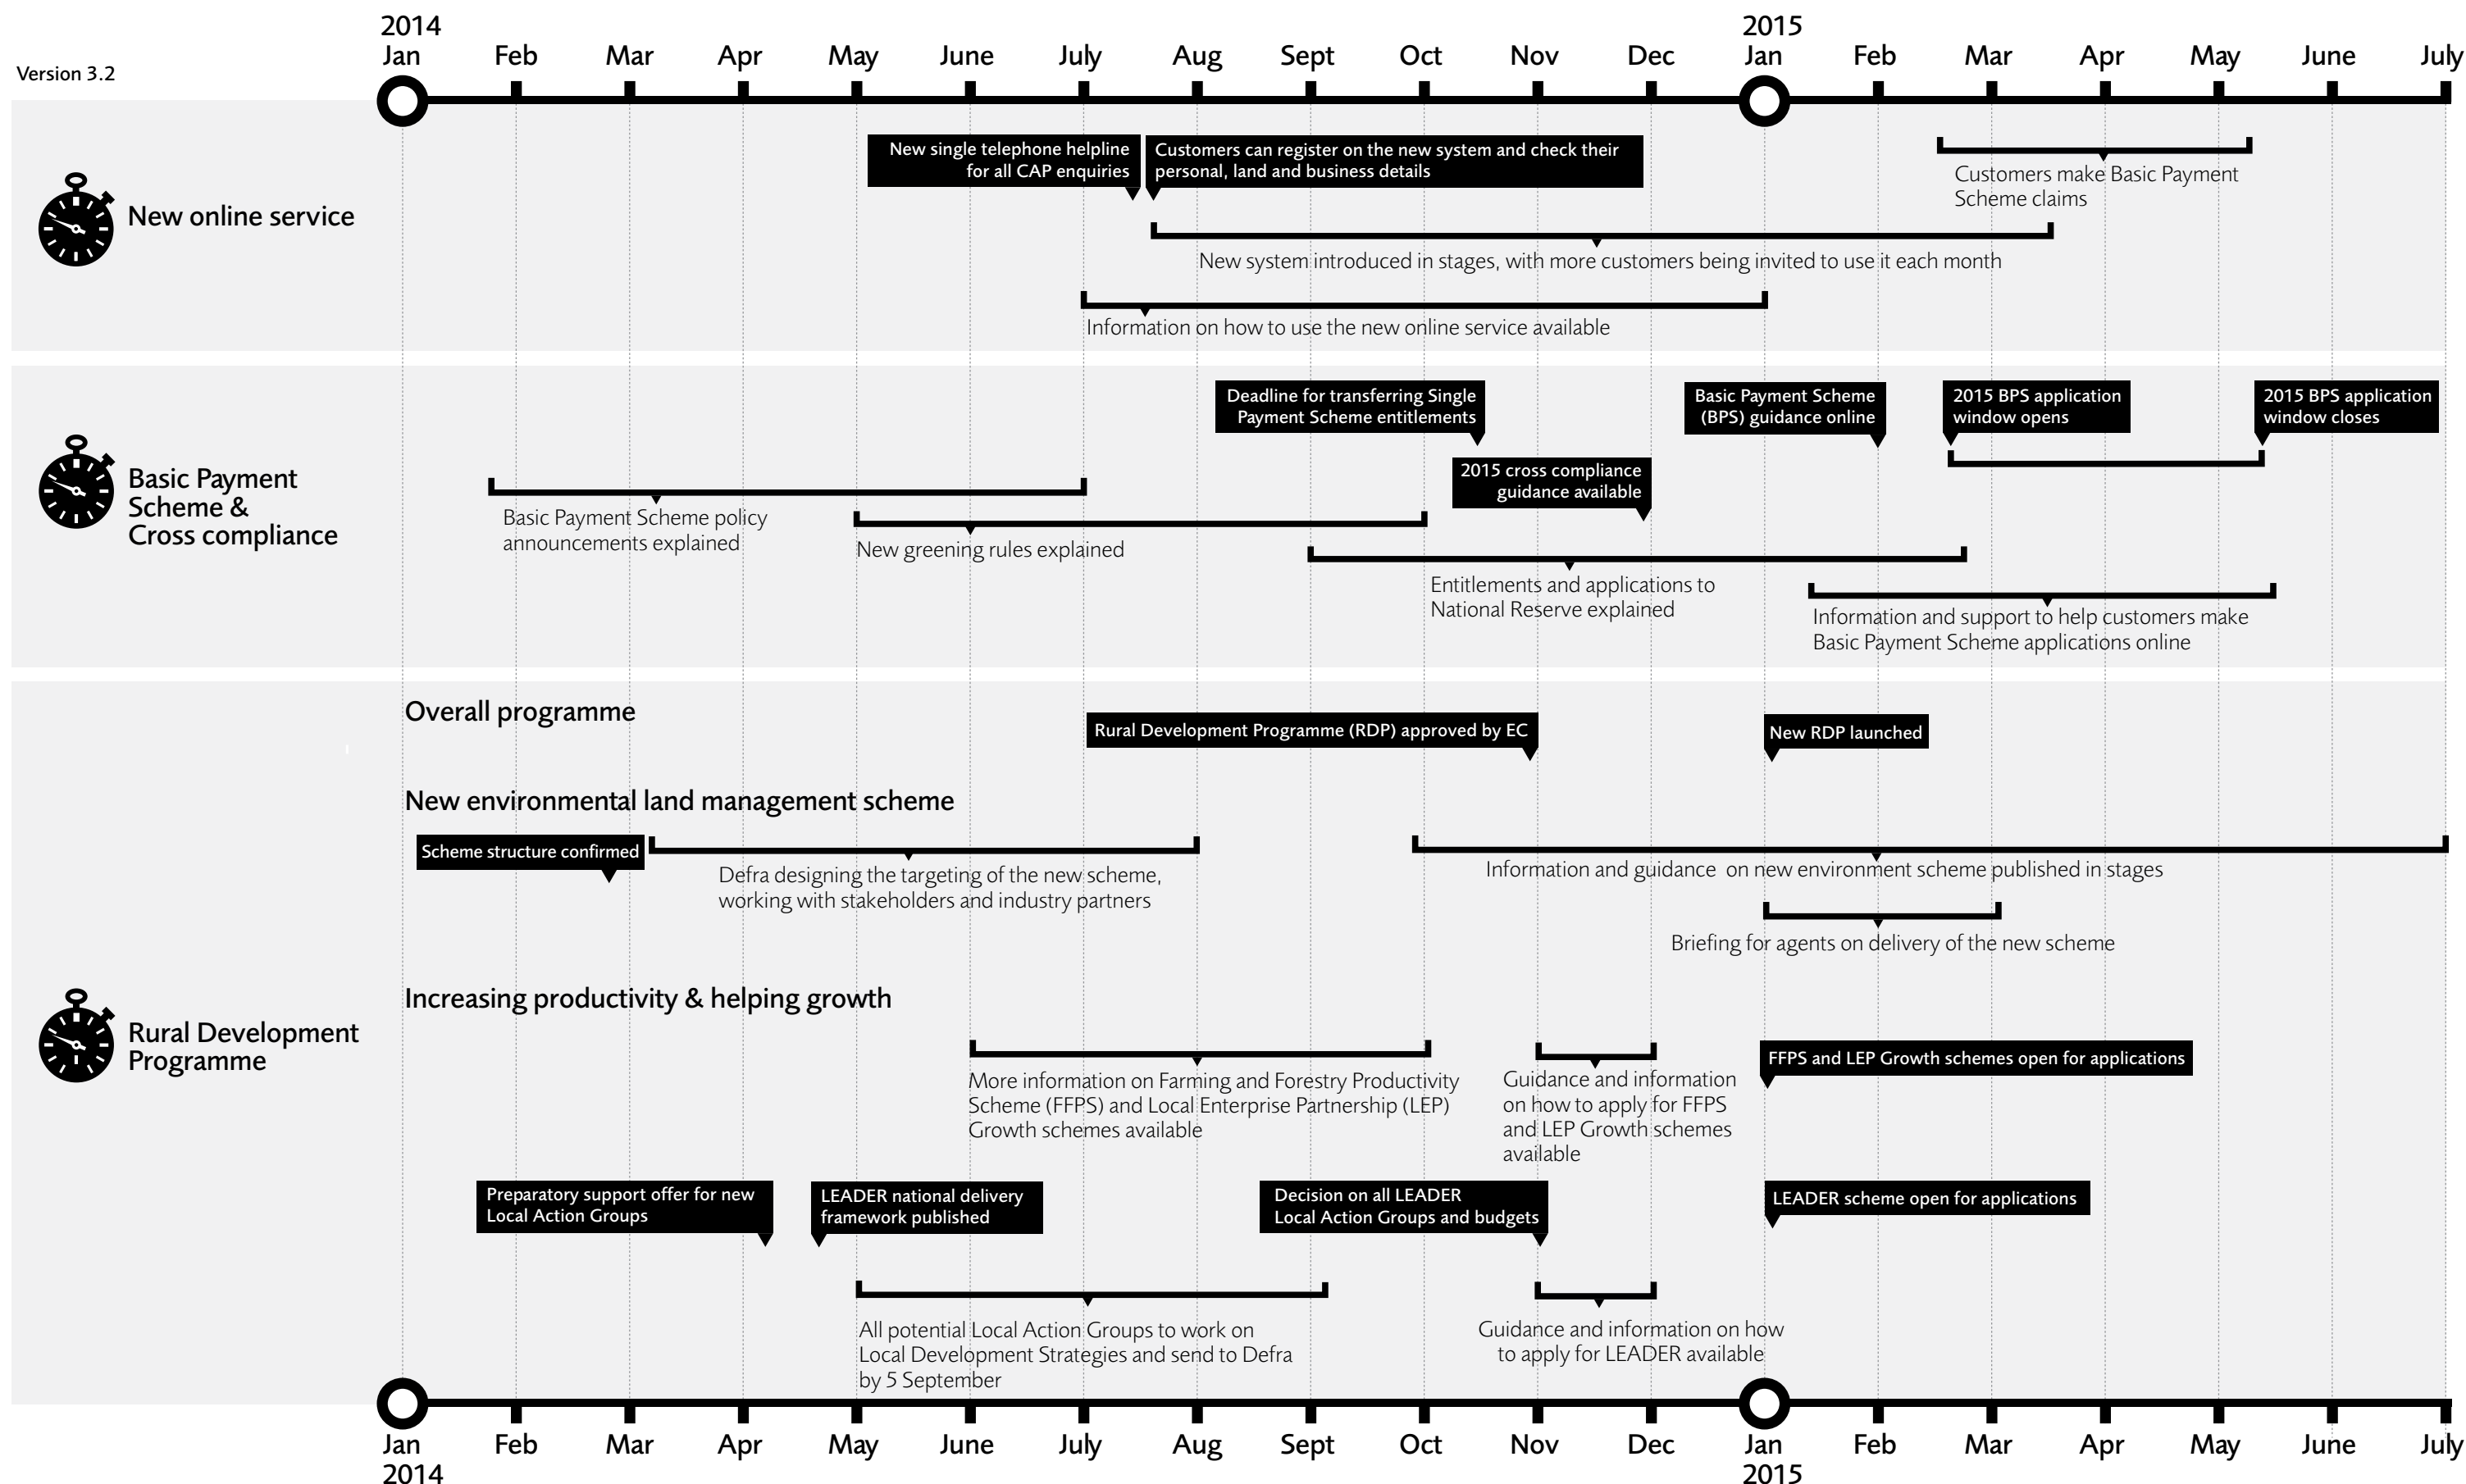 2014
2015
Jan Feb Mar Apr May June July Aug Sept Oct Nov Dec Jan Feb Mar Apr May June July
Version 3.2
New online service
New single telephone helpline
for all CAP enquiries
Customers can register on the new system and check their
personal, land and business details
Customers make Basic Payment
Scheme claims
New system introduced in stages, with more customers being invited to use it each month
Information on how to use the new online service available
Basic Payment
Scheme &
Cross compliance
Deadline for transferring Single
Payment Scheme entitlements
Basic Payment Scheme
(BPS) guidance online
2015 BPS application
window opens
2015 BPS application
window closes
2015 cross compliance
guidance available
Basic Payment Scheme policy
announcements explained
New greening rules explained
Entitlements and applications to
National Reserve explained
Information and support to help customers make
Basic Payment Scheme applications online
Rural Development
Programme
Overall programme
Rural Development Programme (RDP) approved by EC
New RDP launched
New environmental land management scheme
Scheme structure confirmed
Defra designing the targeting of the new scheme,
working with stakeholders and industry partners
Information and guidance on new environment scheme published in stages
Briefing for agents on delivery of the new scheme
Increasing productivity & helping growth
More information on Farming and Forestry Productivity
Scheme (FFPS) and Local Enterprise Partnership (LEP)
Growth schemes available
Guidance and information
on how to apply for FFPS
and LEP Growth schemes
available
FFPS and LEP Growth schemes open for applications
Preparatory support offer for new
Local Action Groups
LEADER national delivery
framework published
Decision on all LEADER
Local Action Groups and budgets
LEADER scheme open for applications
All potential Local Action Groups to work on
Local Development Strategies and send to Defra
by 5 September
Guidance and information on how
to apply for LEADER available
Jan Feb Mar Apr May June July Aug Sept Oct Nov Dec Jan Feb Mar Apr May June July
2014
2015